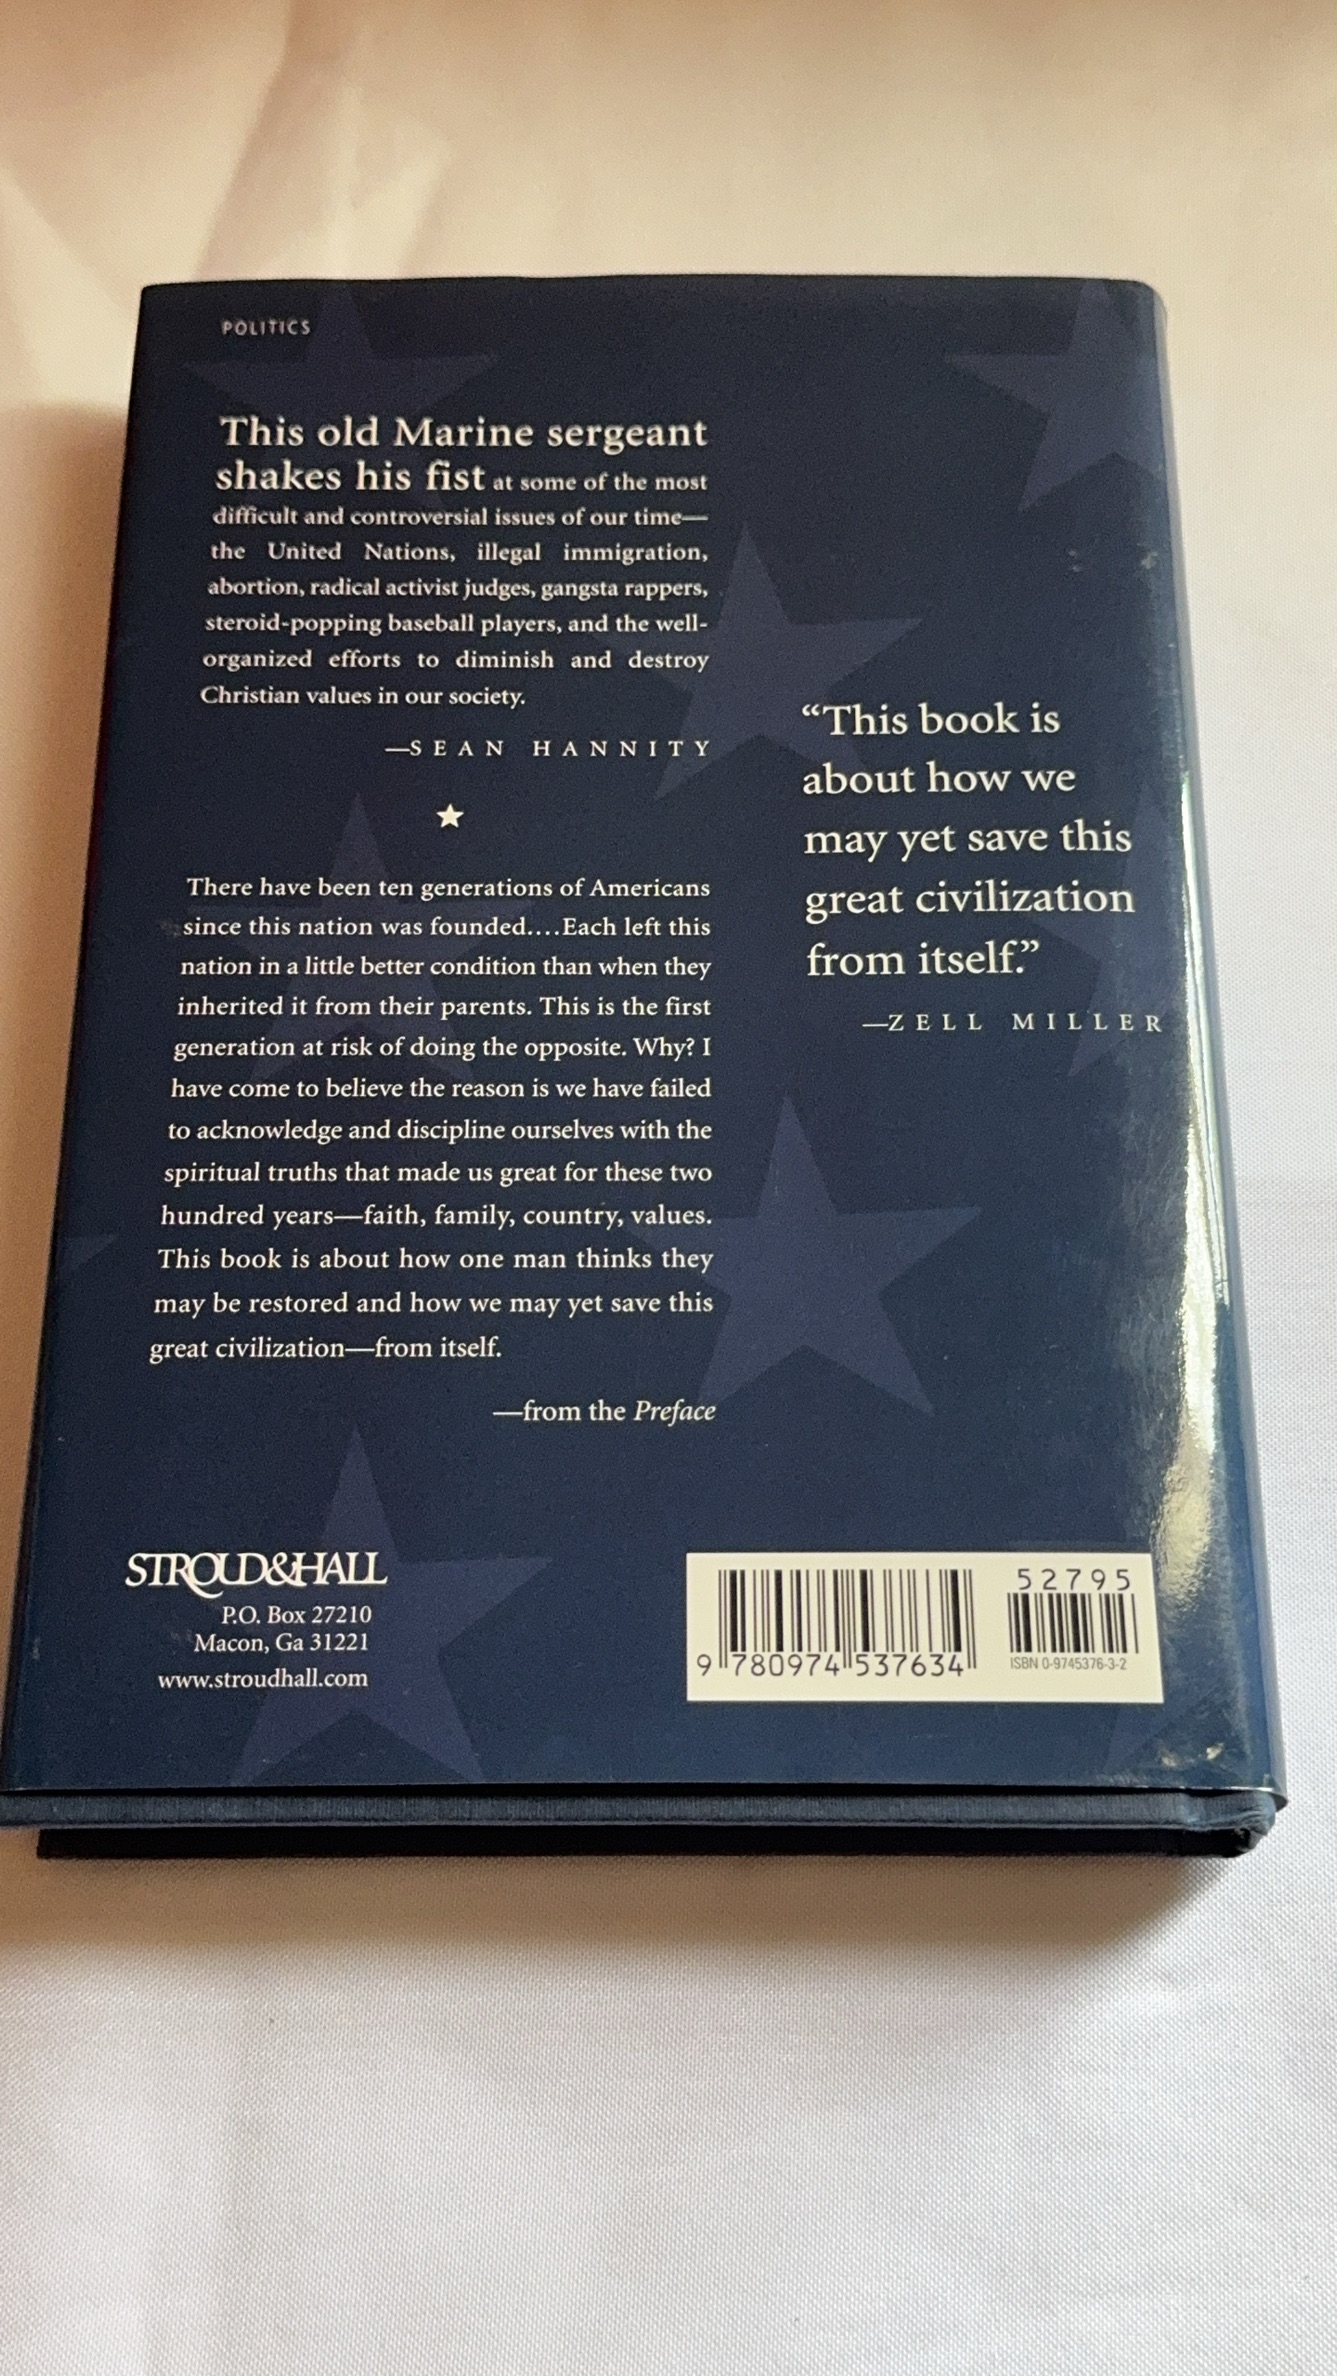 POLITICS
This old Marine sergeant
shakes his fist at some of the most
difficult and controversial issues of our time—
the United Nations, illegal immigration,
abortion, radical activist judges, gangsta rappers,
steroid-popping baseball players, and the well-
organized efforts to diminish and destroy
Christian values in our society.
—SEAN HANNITY
There have been ten generations of Americans
since this nation was founded....Each left this
nation in a little better condition than when they
inherited it from their parents. This is the first
generation at risk of doing the opposite. Why? I
have come to believe the reason is we have failed
to acknowledge and discipline ourselves with the
spiritual truths that made us great for these two
hundred years—faith, family, country, values.
This book is about how one man thinks they
may be restored and how we may yet save this
great civilization—from itself.
—from the Preface
“This book is
about how we
may yet save this
great civilization
from itself.”
—ZELL MILLER
STROUD&HALL
P.O. Box 27210
Macon, Ga 31221
www.stroudhall.com
52795
9 780974 537634
ISBN 0-9745376-3-2